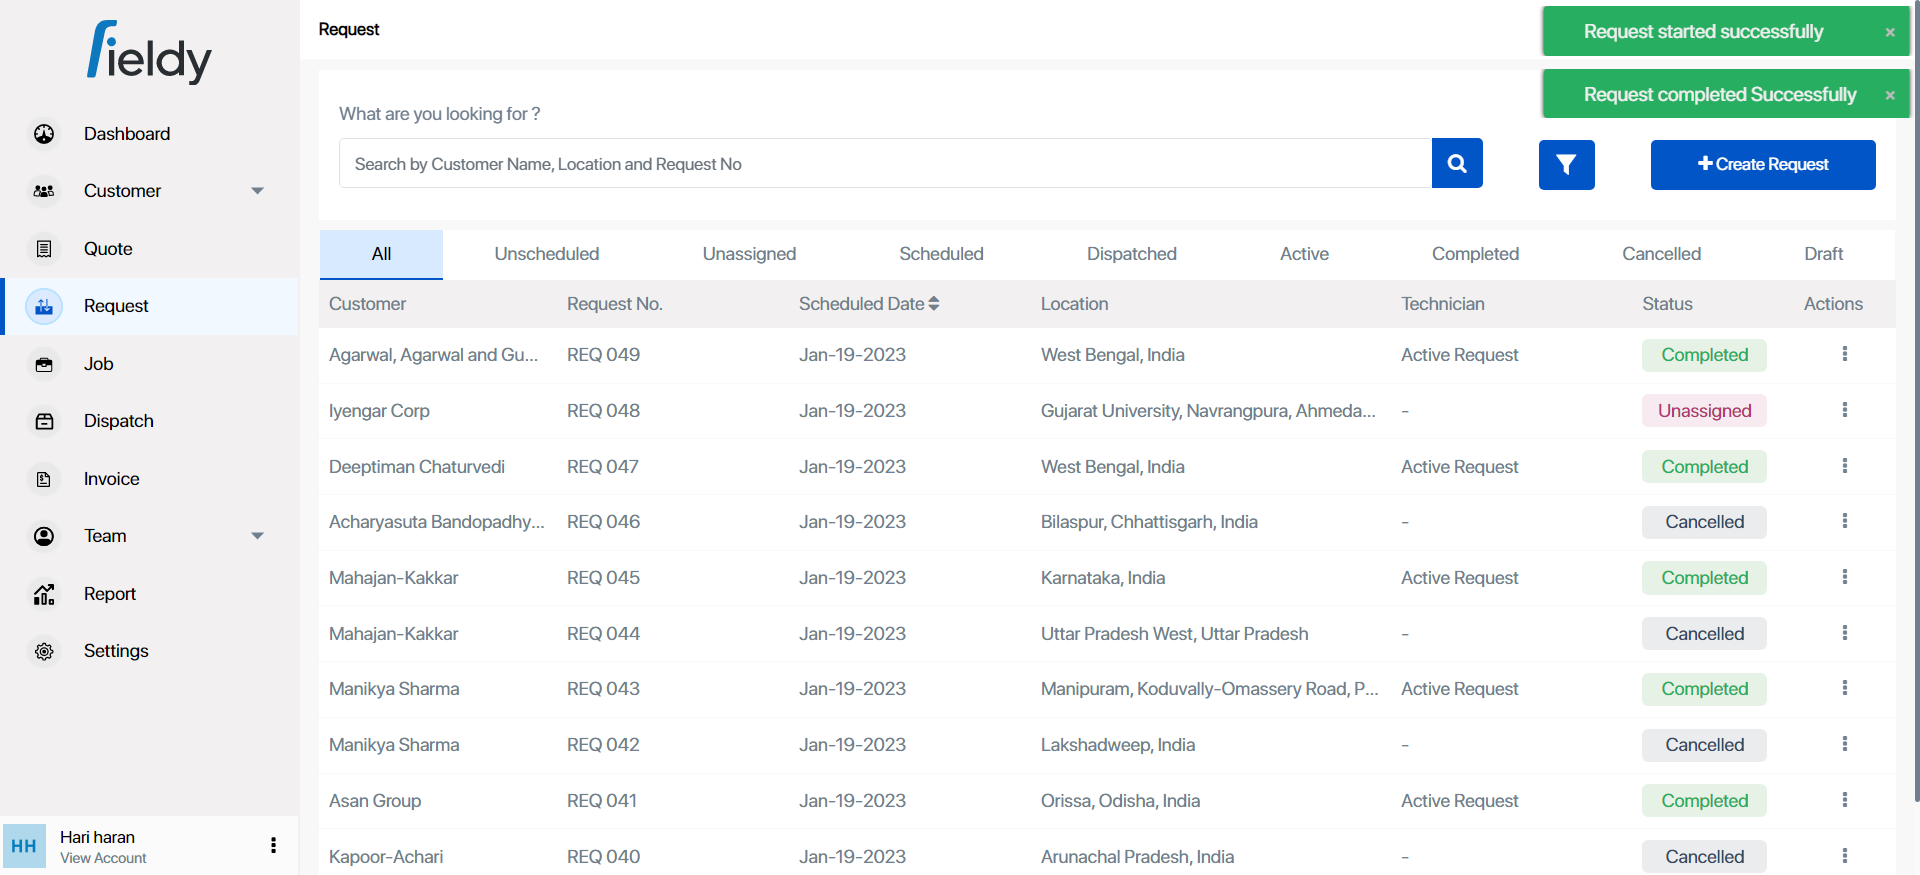 fieldy
Dashboard
Customer
Quote
Request
Job
Dispatch
Invoice
Team
Report
Settings
HH
Hari haran
View Account
Request
Request started successfully ×
Request completed Successfully ×
What are you looking for ?
Search by Customer Name, Location and Request No
+ Create Request
All Unscheduled Unassigned Scheduled Dispatched Active Completed Cancelled Draft
Customer Request No. Scheduled Date Location Technician Status Actions
Agarwal, Agarwal and Gu... REQ 049 Jan-19-2023 West Bengal, India Active Request Completed
Iyengar Corp REQ 048 Jan-19-2023 Gujarat University, Navrangpura, Ahmeda... - Unassigned
Deeptiman Chaturvedi REQ 047 Jan-19-2023 West Bengal, India Active Request Completed
Acharyasuta Bandopadhy... REQ 046 Jan-19-2023 Bilaspur, Chhattisgarh, India - Cancelled
Mahajan-Kakkar REQ 045 Jan-19-2023 Karnataka, India Active Request Completed
Mahajan-Kakkar REQ 044 Jan-19-2023 Uttar Pradesh West, Uttar Pradesh - Cancelled
Manikya Sharma REQ 043 Jan-19-2023 Manipuram, Koduvally-Omassery Road, P... Active Request Completed
Manikya Sharma REQ 042 Jan-19-2023 Lakshadweep, India - Cancelled
Asan Group REQ 041 Jan-19-2023 Orissa, Odisha, India Active Request Completed
Kapoor-Achari REQ 040 Jan-19-2023 Arunachal Pradesh, India - Cancelled